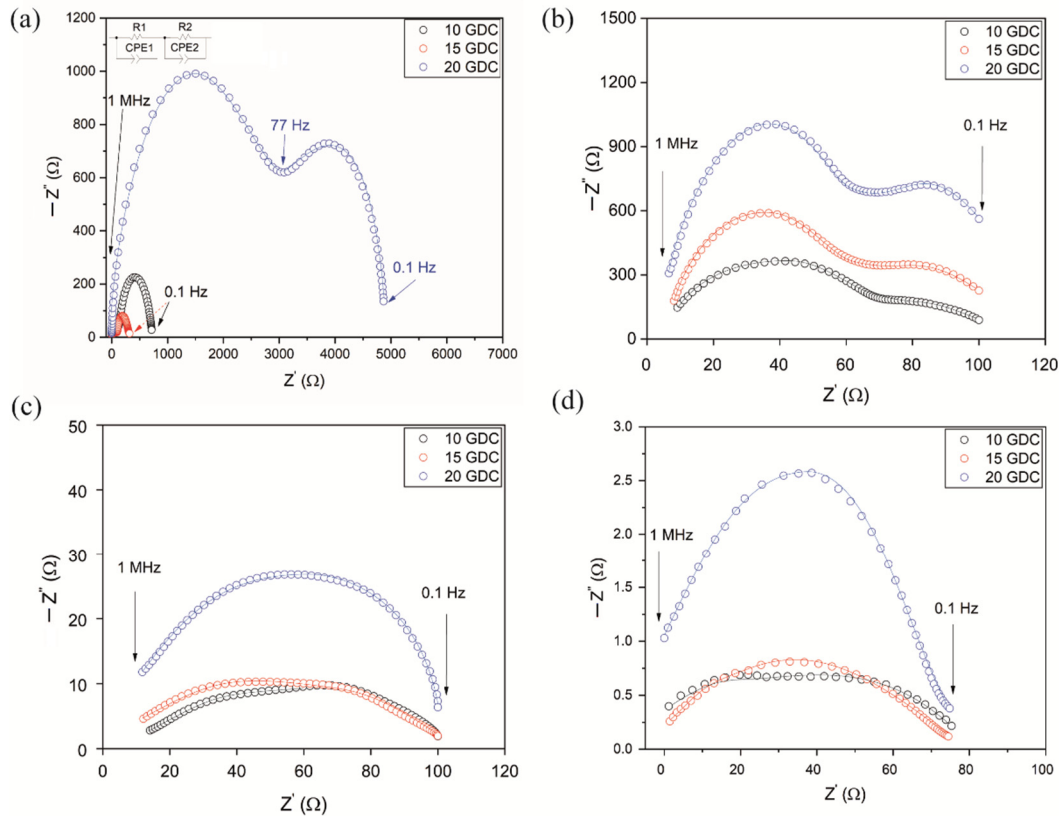 (a)
R1 R2
CPE1 CPE2
10 GDC
15 GDC
20 GDC
1 MHz
77 Hz
0.1 Hz
0.1 Hz
1200
1000
800
600
400
200
0
0 1000 2000 3000 4000 5000 6000 7000
−Z" (Ω)
Z' (Ω)
(b)
10 GDC
15 GDC
20 GDC
1 MHz
0.1 Hz
1500
1200
900
600
300
0
0 20 40 60 80 100 120
−Z" (Ω)
Z' (Ω)
(c)
10 GDC
15 GDC
20 GDC
1 MHz
0.1 Hz
50
40
30
20
10
0
0 20 40 60 80 100 120
−Z" (Ω)
Z' (Ω)
(d)
10 GDC
15 GDC
20 GDC
1 MHz
0.1 Hz
3.0
2.5
2.0
1.5
1.0
0.5
0.0
0 20 40 60 80 100
−Z" (Ω)
Z' (Ω)